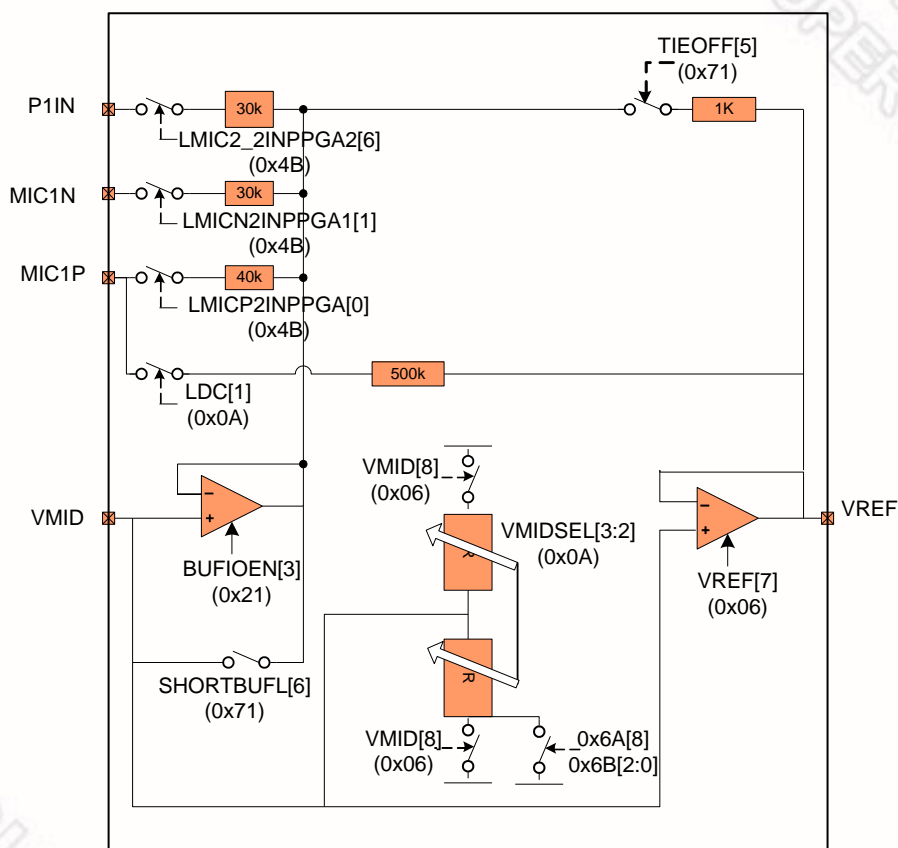 TIEOFF[5]
(0x71)
P1IN
30k
1K
LMIC2_2INPPGA2[6]
(0x4B)
MIC1N
30k
LMICN2INPPGA1[1]
(0x4B)
MIC1P
40k
LMICP2INPPGA[0]
(0x4B)
500k
LDC[1]
(0x0A)
VMID[8]
(0x06)
VMID
−
+
BUFIOEN[3]
(0x21)
R
VMIDSEL[3:2]
(0x0A)
−
+
VREF
VREF[7]
(0x06)
R
SHORTBUFL[6]
(0x71)
VMID[8]
(0x06)
0x6A[8]
0x6B[2:0]